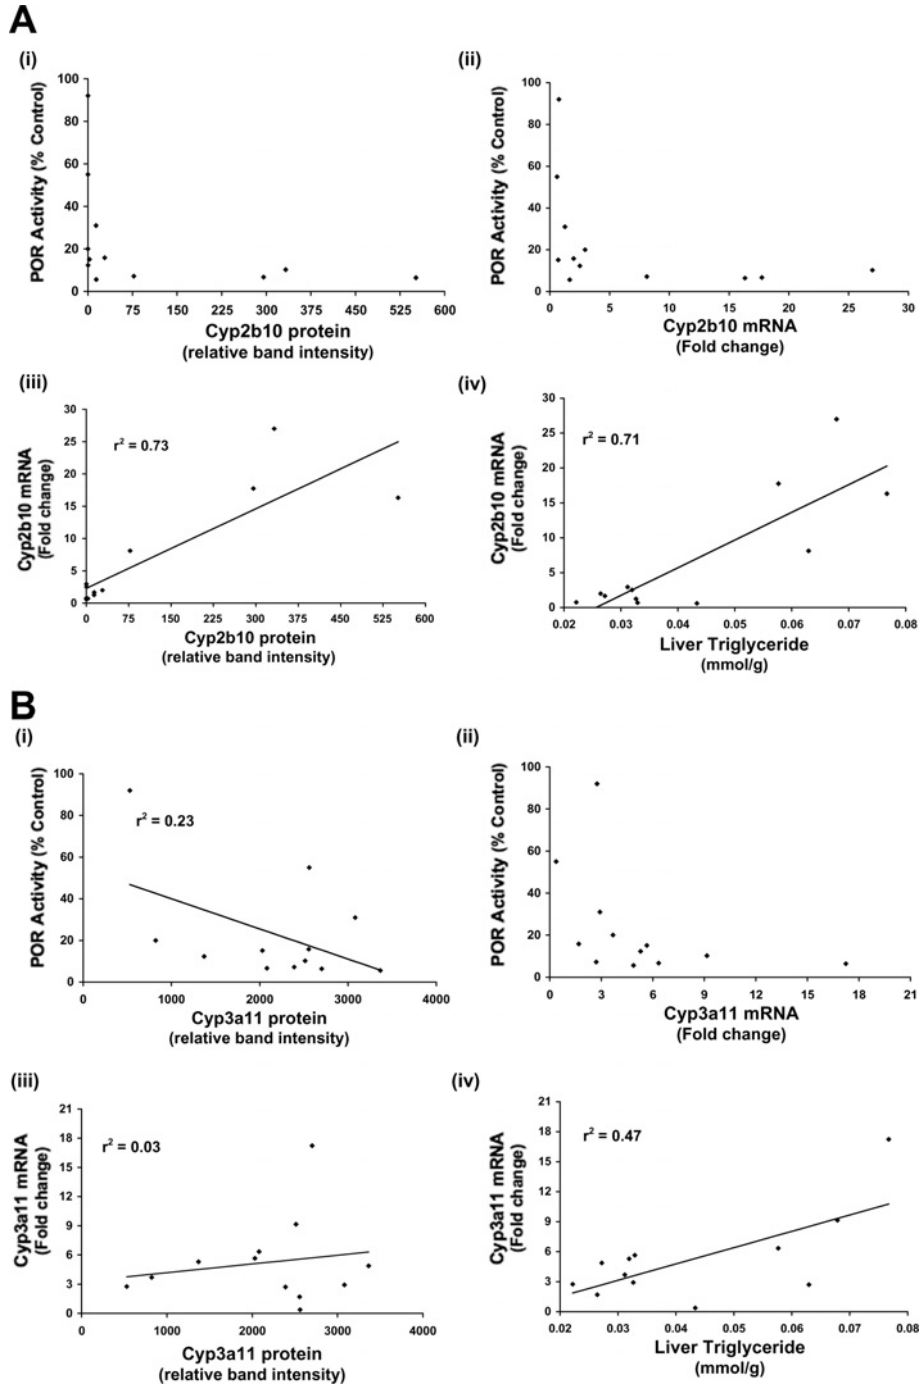 A
(i)
POR Activity (% Control)
100
80
60
40
20
0
0 75 150 225 300 375 450 525 600
Cyp2b10 protein
(relative band intensity)
(ii)
POR Activity (% Control)
100
80
60
40
20
0
0 5 10 15 20 25 30
Cyp2b10 mRNA
(Fold change)
(iii)
Cyp2b10 mRNA
(Fold change)
30
25
20
15
10
5
0
r² = 0.73
0 75 150 225 300 375 450 525 600
Cyp2b10 protein
(relative band intensity)
(iv)
Cyp2b10 mRNA
(Fold change)
30
25
20
15
10
5
0
r² = 0.71
0.02 0.03 0.04 0.05 0.06 0.07 0.08
Liver Triglyceride
(mmol/g)
B
(i)
POR Activity (% Control)
100
80
60
40
20
0
r² = 0.23
0 1000 2000 3000 4000
Cyp3a11 protein
(relative band intensity)
(ii)
POR Activity (% Control)
100
80
60
40
20
0
0 3 6 9 12 15 18 21
Cyp3a11 mRNA
(Fold change)
(iii)
Cyp3a11 mRNA
(Fold change)
21
18
15
12
9
6
3
0
r² = 0.03
0 1000 2000 3000 4000
Cyp3a11 protein
(relative band intensity)
(iv)
Cyp3a11 mRNA
(Fold change)
21
18
15
12
9
6
3
0
r² = 0.47
0.02 0.03 0.04 0.05 0.06 0.07 0.08
Liver Triglyceride
(mmol/g)